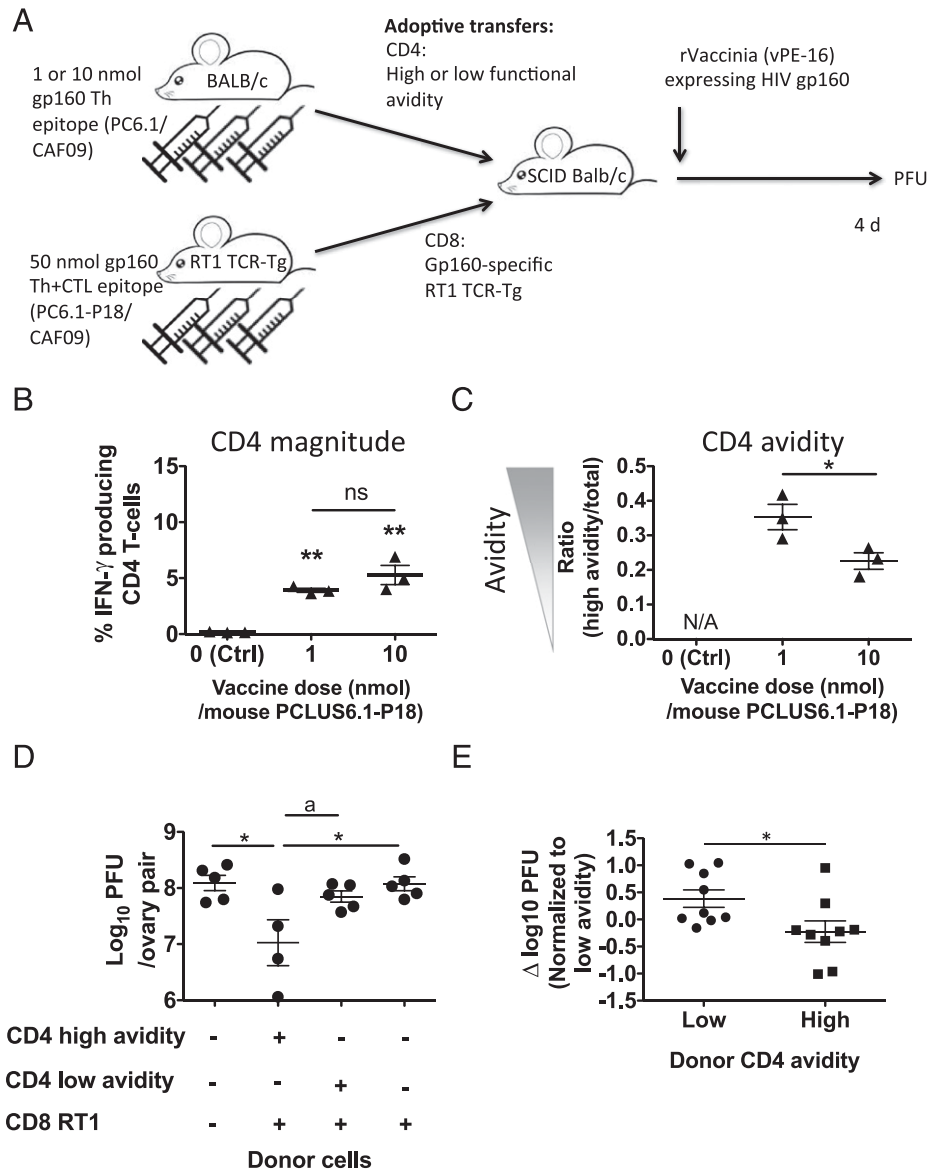 A
1 or 10 nmol
gp160 Th
epitope (PC6.1/
CAF09)
BALB/c
Adoptive transfers:
CD4:
High or low functional
avidity
rVaccinia (vPE-16)
expressing HIV gp160
SCID Balb/c
PFU
4 d
50 nmol gp160
Th+CTL epitope
(PC6.1-P18/
CAF09)
RT1 TCR-Tg
CD8:
Gp160-specific
RT1 TCR-Tg
B
CD4 magnitude
% IFN-γ producing
CD4 T-cells
15
10
5
0
ns
**
**
0 (Ctrl)
1
10
Vaccine dose (nmol)
/mouse PCLUS6.1-P18)
C
CD4 avidity
Avidity
Ratio
(high avidity/total)
0.5
0.4
0.3
0.2
0.1
0.0
*
N/A
0 (Ctrl)
1
10
Vaccine dose (nmol)
/mouse PCLUS6.1-P18)
D
Log10 PFU
/ovary pair
9
8
7
6
a
*
*
CD4 high avidity - + - -
CD4 low avidity - - + -
CD8 RT1 - + + +
Donor cells
E
Δ log10 PFU
(Normalized to
low avidity)
1.5
1.0
0.5
0.0
-0.5
-1.0
-1.5
*
Low
High
Donor CD4 avidity